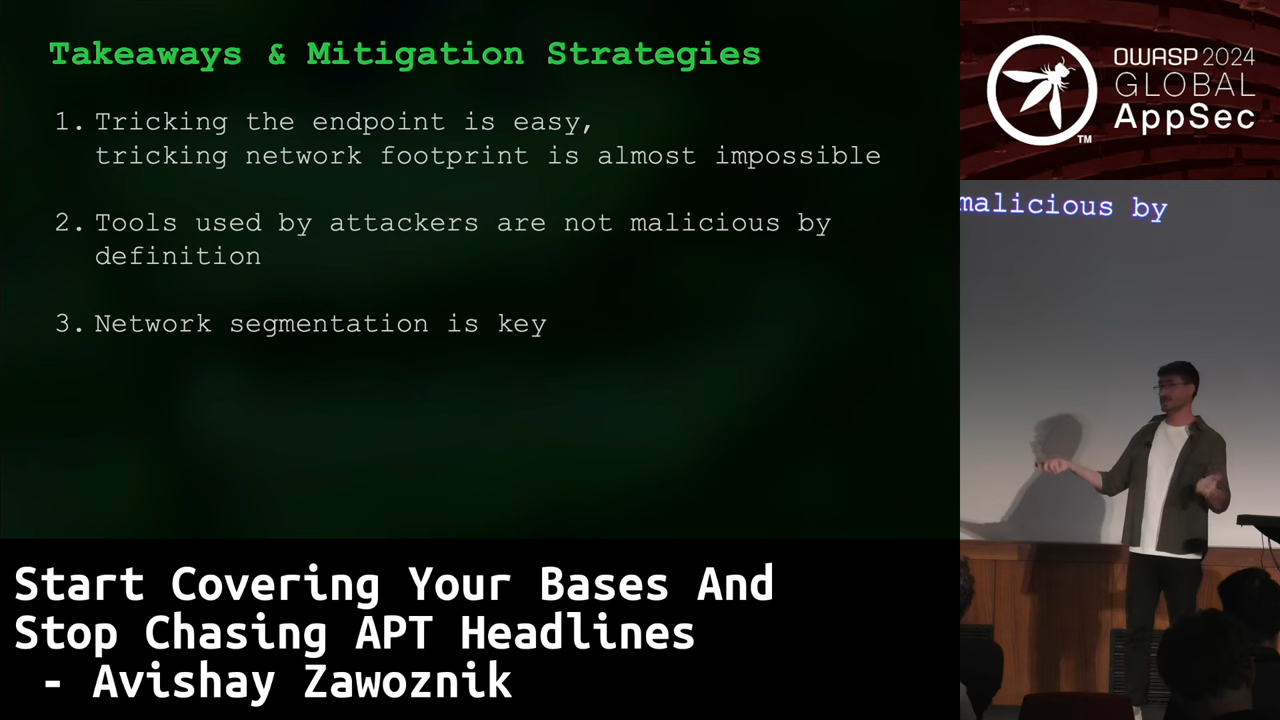 Takeaways & Mitigation Strategies
1. Tricking the endpoint is easy,
tricking network footprint is almost impossible
2. Tools used by attackers are not malicious by
definition
3. Network segmentation is key
OWASP 2024
GLOBAL
AppSec
TM
malicious by
Start Covering Your Bases And
Stop Chasing APT Headlines
- Avishay Zawoznik